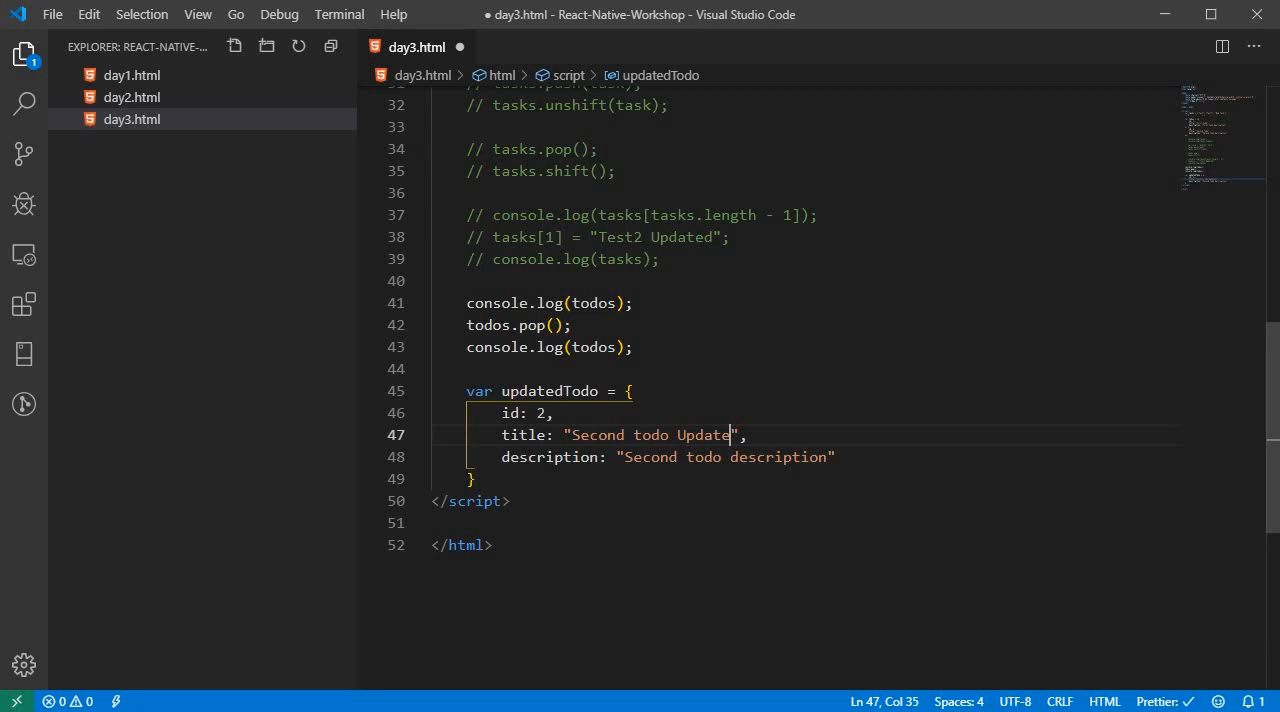 File Edit Selection View Go Debug Terminal Help
● day3.html - React-Native-Workshop - Visual Studio Code
1
EXPLORER: REACT-NATIVE-...
day1.html
day2.html
day3.html
day3.html ●
day3.html > html > script > updatedTodo
31 // tasks.push(task);
32 // tasks.unshift(task);
33
34 // tasks.pop();
35 // tasks.shift();
36
37 // console.log(tasks[tasks.length - 1]);
38 // tasks[1] = "Test2 Updated";
39 // console.log(tasks);
40
41 console.log(todos);
42 todos.pop();
43 console.log(todos);
44
45 var updatedTodo = {
46 id: 2,
47 title: "Second todo Update",
48 description: "Second todo description"
49 }
50 </script>
51
52 </html>
0 0 Ln 47, Col 35 Spaces: 4 UTF-8 CRLF HTML Prettier: ✓ 1